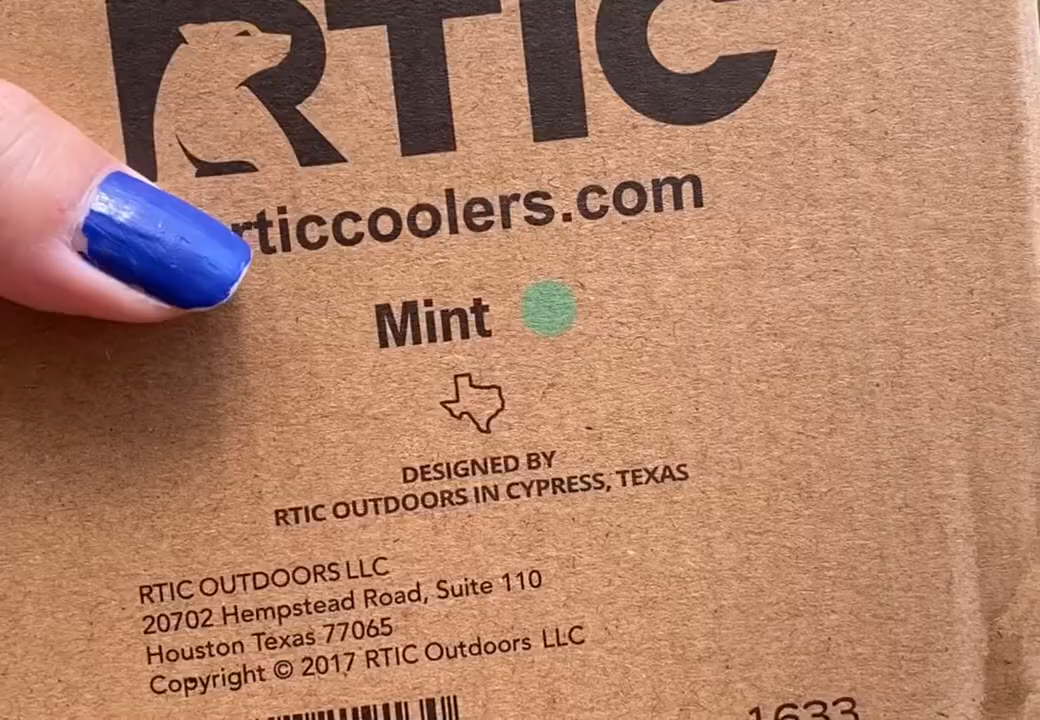 RTIC
rticcoolers.com
Mint
DESIGNED BY
RTIC OUTDOORS IN CYPRESS, TEXAS
RTIC OUTDOORS LLC
20702 Hempstead Road, Suite 110
Houston Texas 77065
Copyright © 2017 RTIC Outdoors LLC
1633